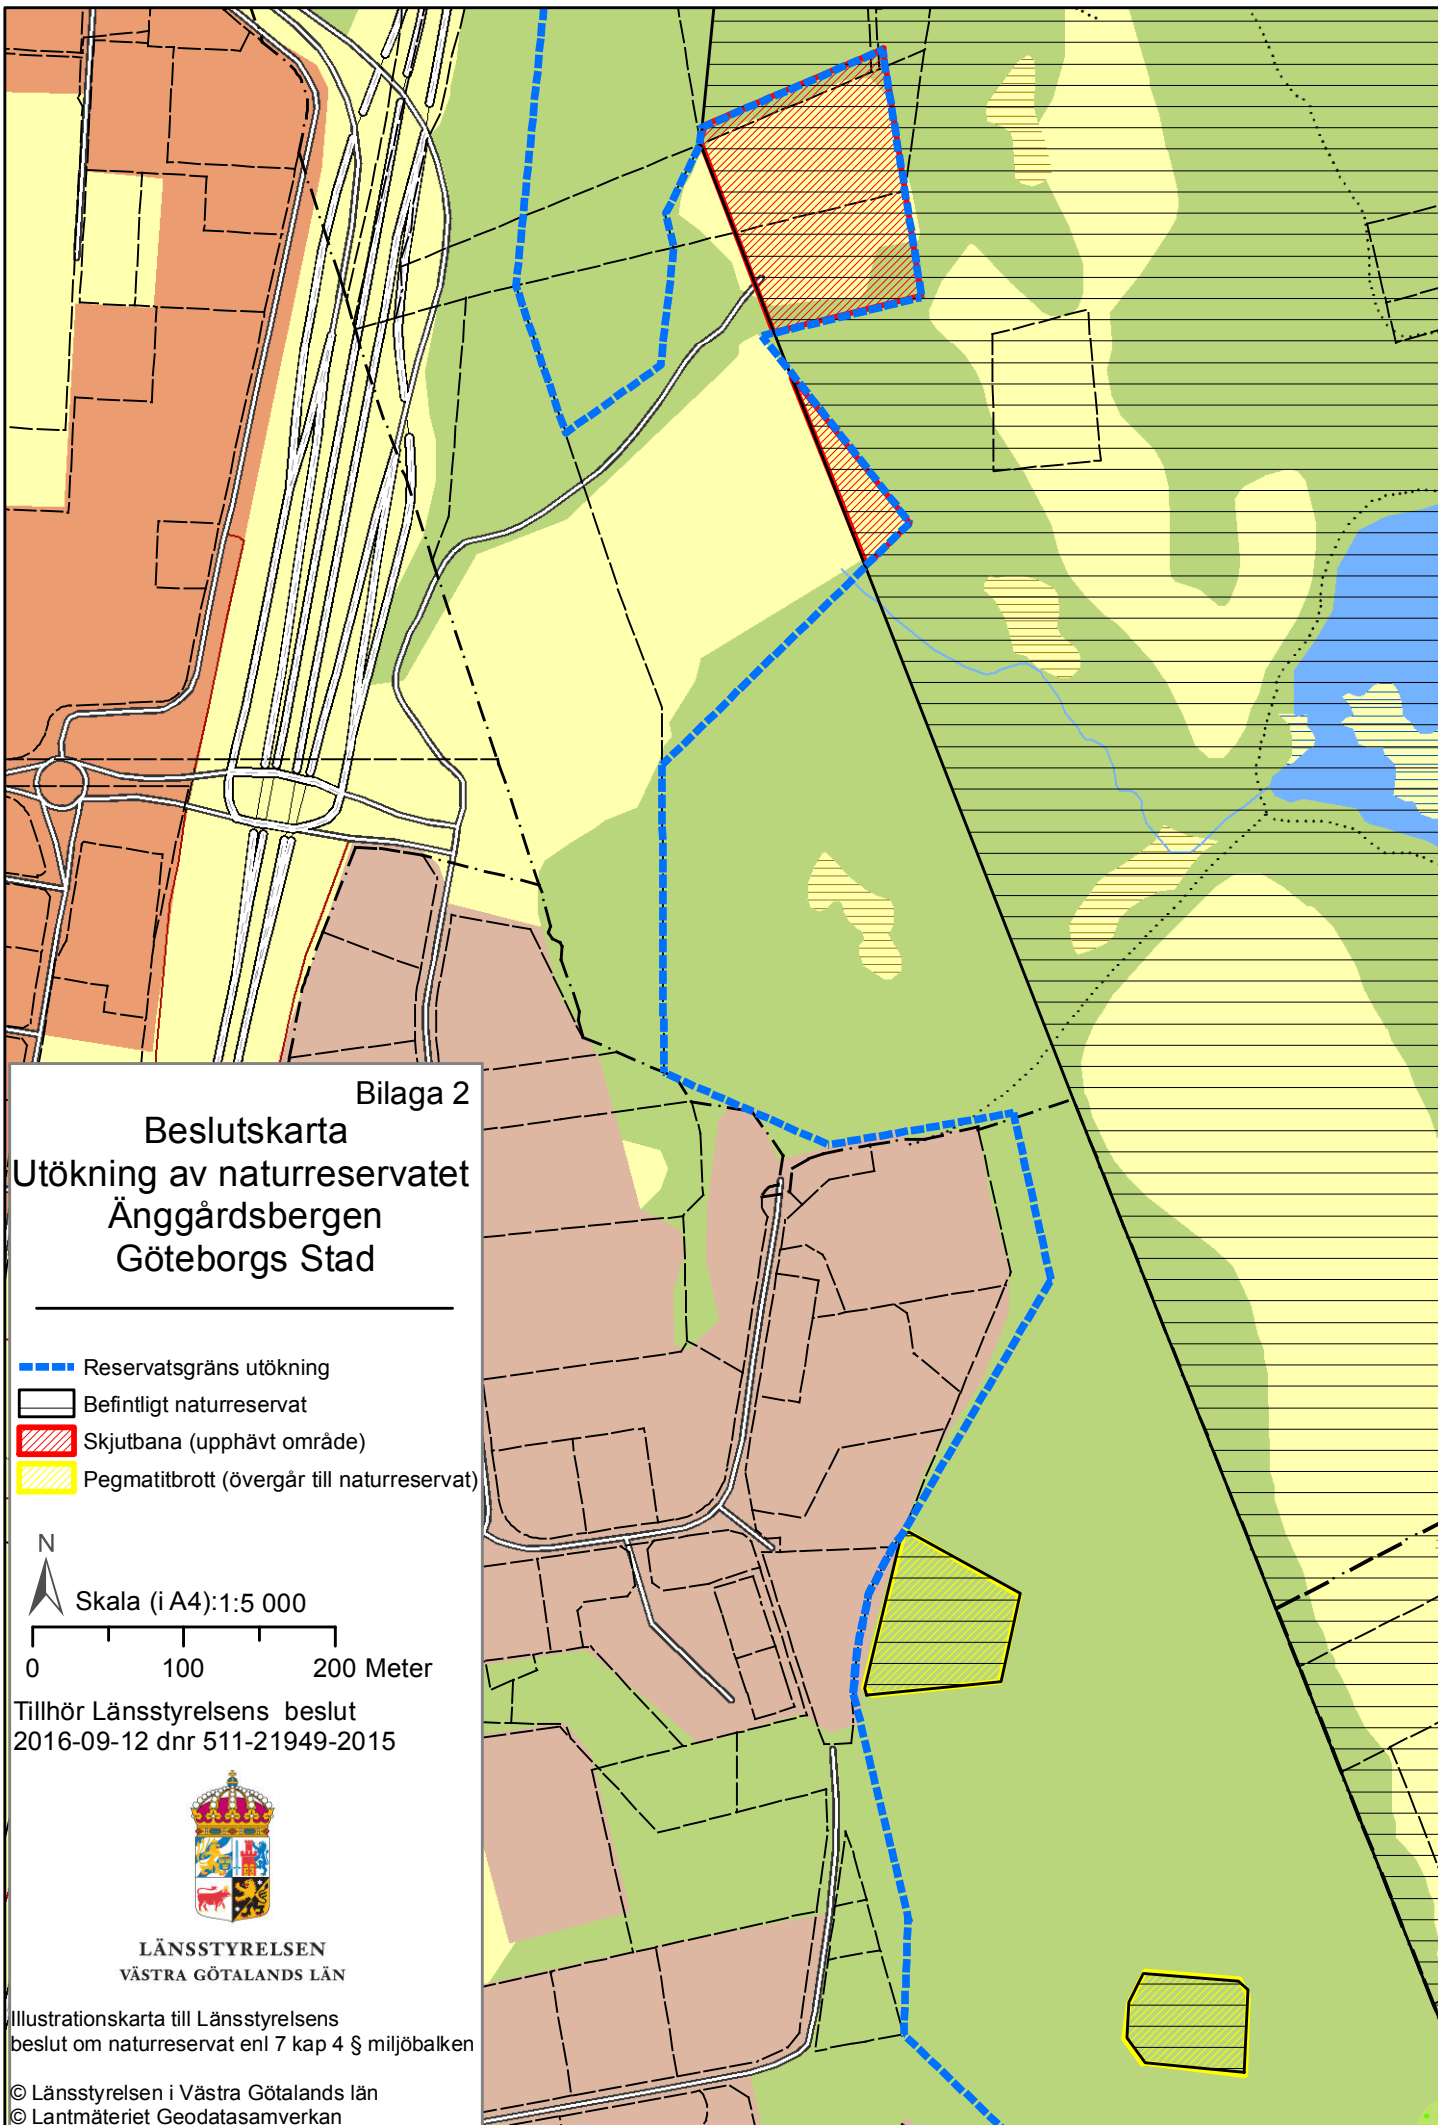 Bilaga 2
Beslutskarta
Utökning av naturreservatet
Änggårdsbergen
Göteborgs Stad
Reservatsgräns utökning
Befintligt naturreservat
Skjutbana (upphävt område)
Pegmatitbrott (övergår till naturreservat)
N
Skala (i A4):1:5 000
0 100 200 Meter
Tillhör Länsstyrelsens beslut
2016-09-12 dnr 511-21949-2015
LÄNSSTYRELSEN
VÄSTRA GÖTALANDS LÄN
Illustrationskarta till Länsstyrelsens
beslut om naturreservat enl 7 kap 4 § miljöbalken
© Länsstyrelsen i Västra Götalands län
© Lantmäteriet Geodatasamverkan